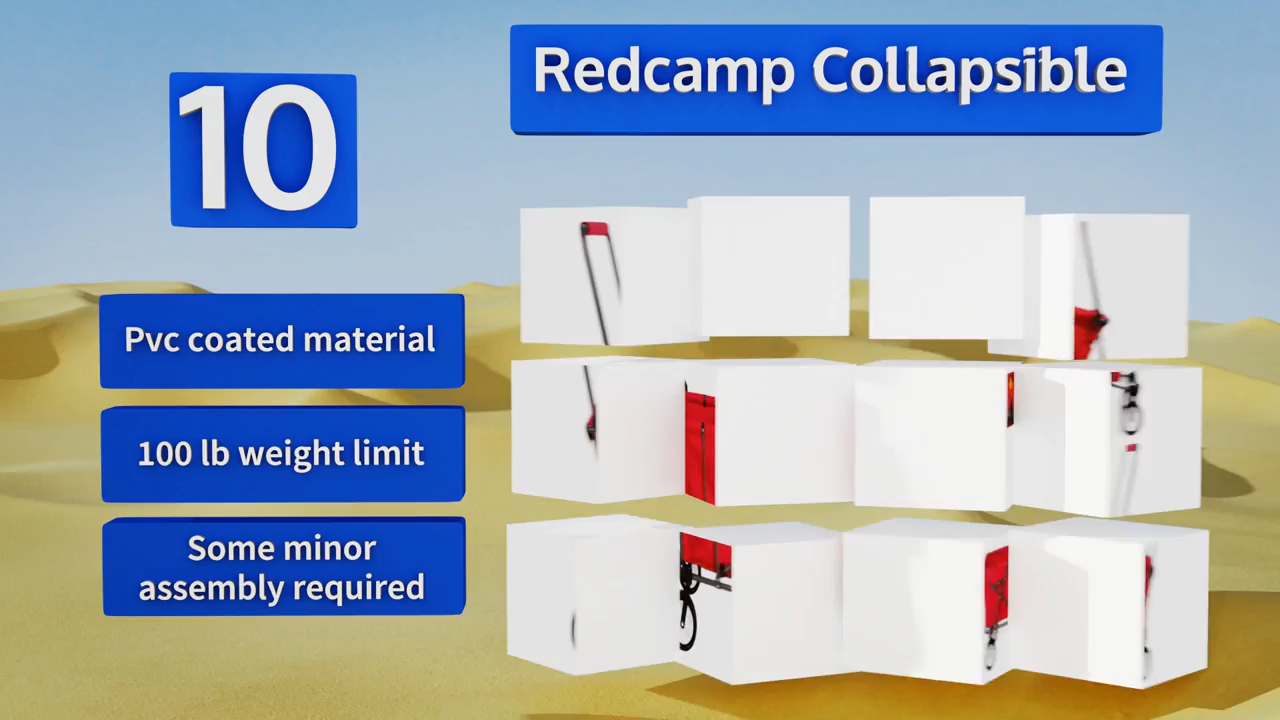 10
Redcamp Collapsible
Pvc coated material
100 lb weight limit
Some minor
assembly required